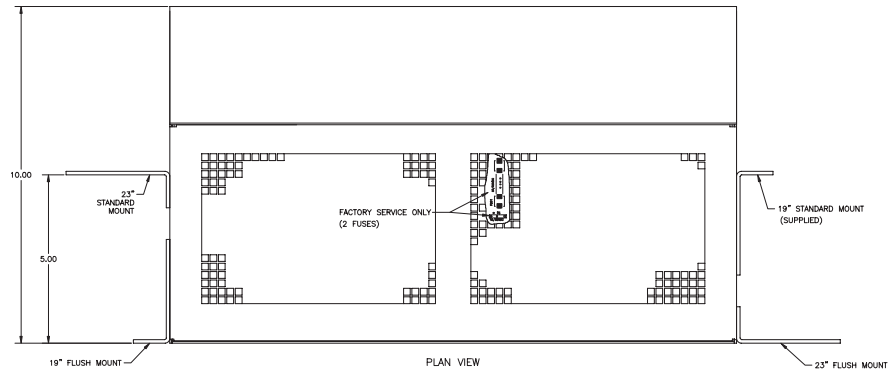 10.00
23" STANDARD MOUNT
5.00
FACTORY SERVICE ONLY
(2 FUSES)
19" STANDARD MOUNT
(SUPPLIED)
19" FLUSH MOUNT
PLAN VIEW
23" FLUSH MOUNT